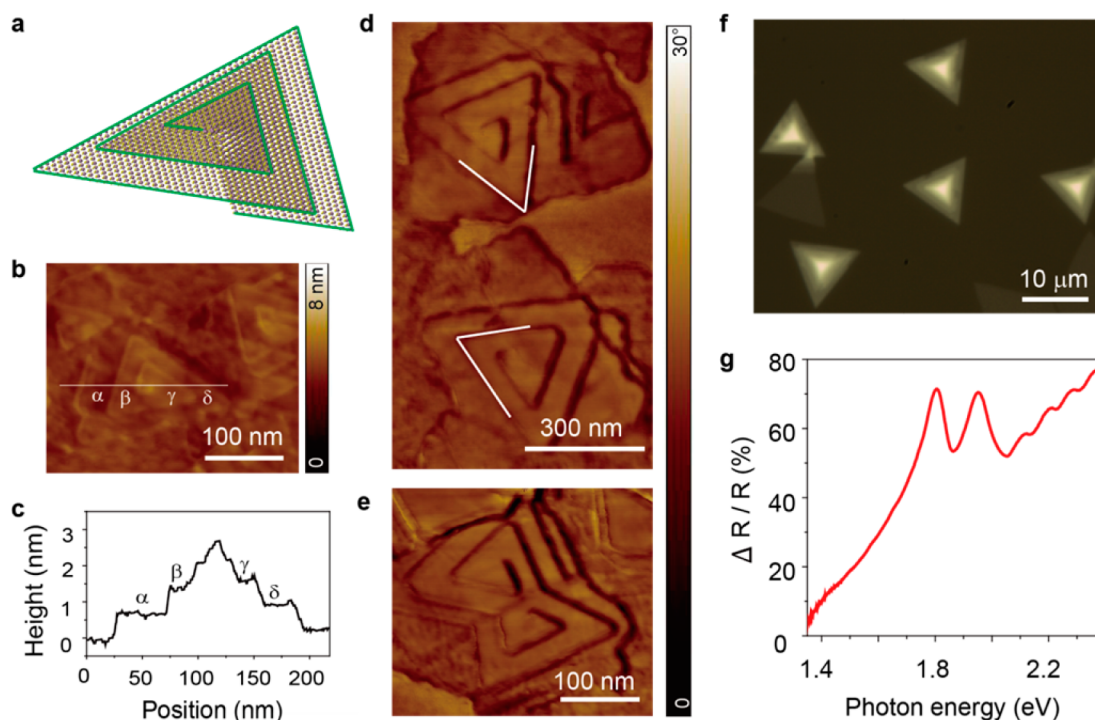 a
b
8 nm
0
α β γ δ
100 nm
c
Height (nm)
3
2
1
0
α
β
γ
δ
0 50 100 150 200
Position (nm)
d
30°
0
300 nm
e
100 nm
f
10 μm
g
Δ R / R (%)
80
60
40
20
0
1.4 1.8 2.2
Photon energy (eV)